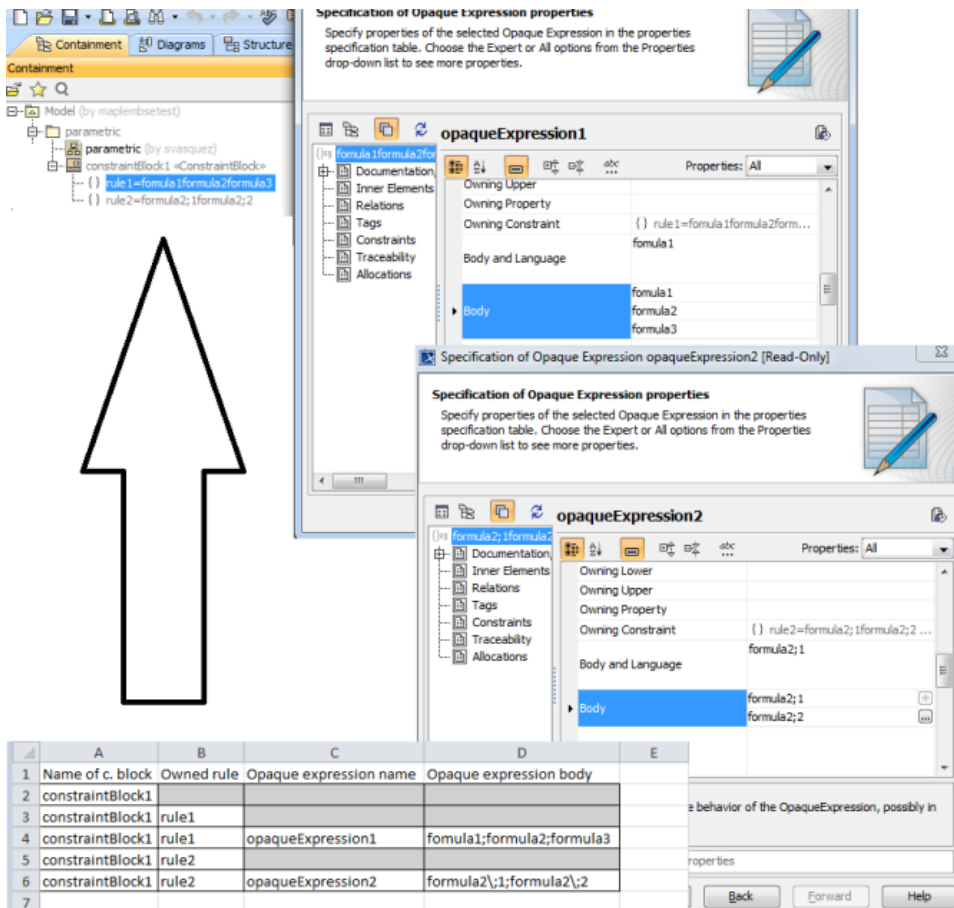 Containment Diagrams Structure
Containment
Model (by maplembsetest)
parametric
parametric (by svasquez)
constraintBlock1 «ConstraintBlock»
{ } rule1=fomula1formula2formula3
{ } rule2=formula2;1formula2;2
Specification of Opaque Expression properties
Specify properties of the selected Opaque Expression in the properties
specification table. Choose the Expert or All options from the Properties
drop-down list to see more properties.
opaqueExpression1
fomula1formula2for
Documentation,
Inner Elements
Relations
Tags
Constraints
Traceability
Allocations
Properties: All
Owning Upper
Owning Property
Owning Constraint { } rule1=fomula1formula2form...
Body and Language fomula1
Body fomula1
formula2
formula3
Specification of Opaque Expression opaqueExpression2 [Read-Only]
Specification of Opaque Expression properties
Specify properties of the selected Opaque Expression in the properties
specification table. Choose the Expert or All options from the Properties
drop-down list to see more properties.
opaqueExpression2
formula2;1formula2
Documentation,
Inner Elements
Relations
Tags
Constraints
Traceability
Allocations
Properties: All
Owning Lower
Owning Upper
Owning Property
Owning Constraint { } rule2=formula2;1formula2;2 ...
Body and Language formula2;1
Body formula2;1
formula2;2
e behavior of the OpaqueExpression, possibly in
roperties
Back Forward Help
A B C D E
1 Name of c. block Owned rule Opaque expression name Opaque expression body
2 constraintBlock1
3 constraintBlock1 rule1
4 constraintBlock1 rule1 opaqueExpression1 fomula1;formula2;formula3
5 constraintBlock1 rule2
6 constraintBlock1 rule2 opaqueExpression2 formula2\;1;formula2\;2
7